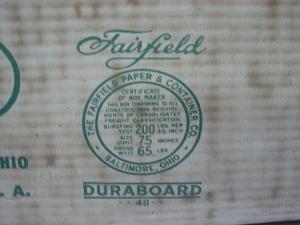 Fairfield
THE FAIRFIELD PAPER & CONTAINER CO.
CERTIFICATE
OF BOX MAKER
THIS BOX CONFORMS TO ALL
CONSTRUCTION REQUIRE-
MENTS OF CONSOLIDATED
FREIGHT CLASSIFICATION.
BURSTING TEST 200 LBS. PER SQ. INCH
SIZE LIMIT 75 INCHES
GROSS WT. LT. 65 LBS.
BALTIMORE, OHIO
HIO
. A.
DURABOARD
48